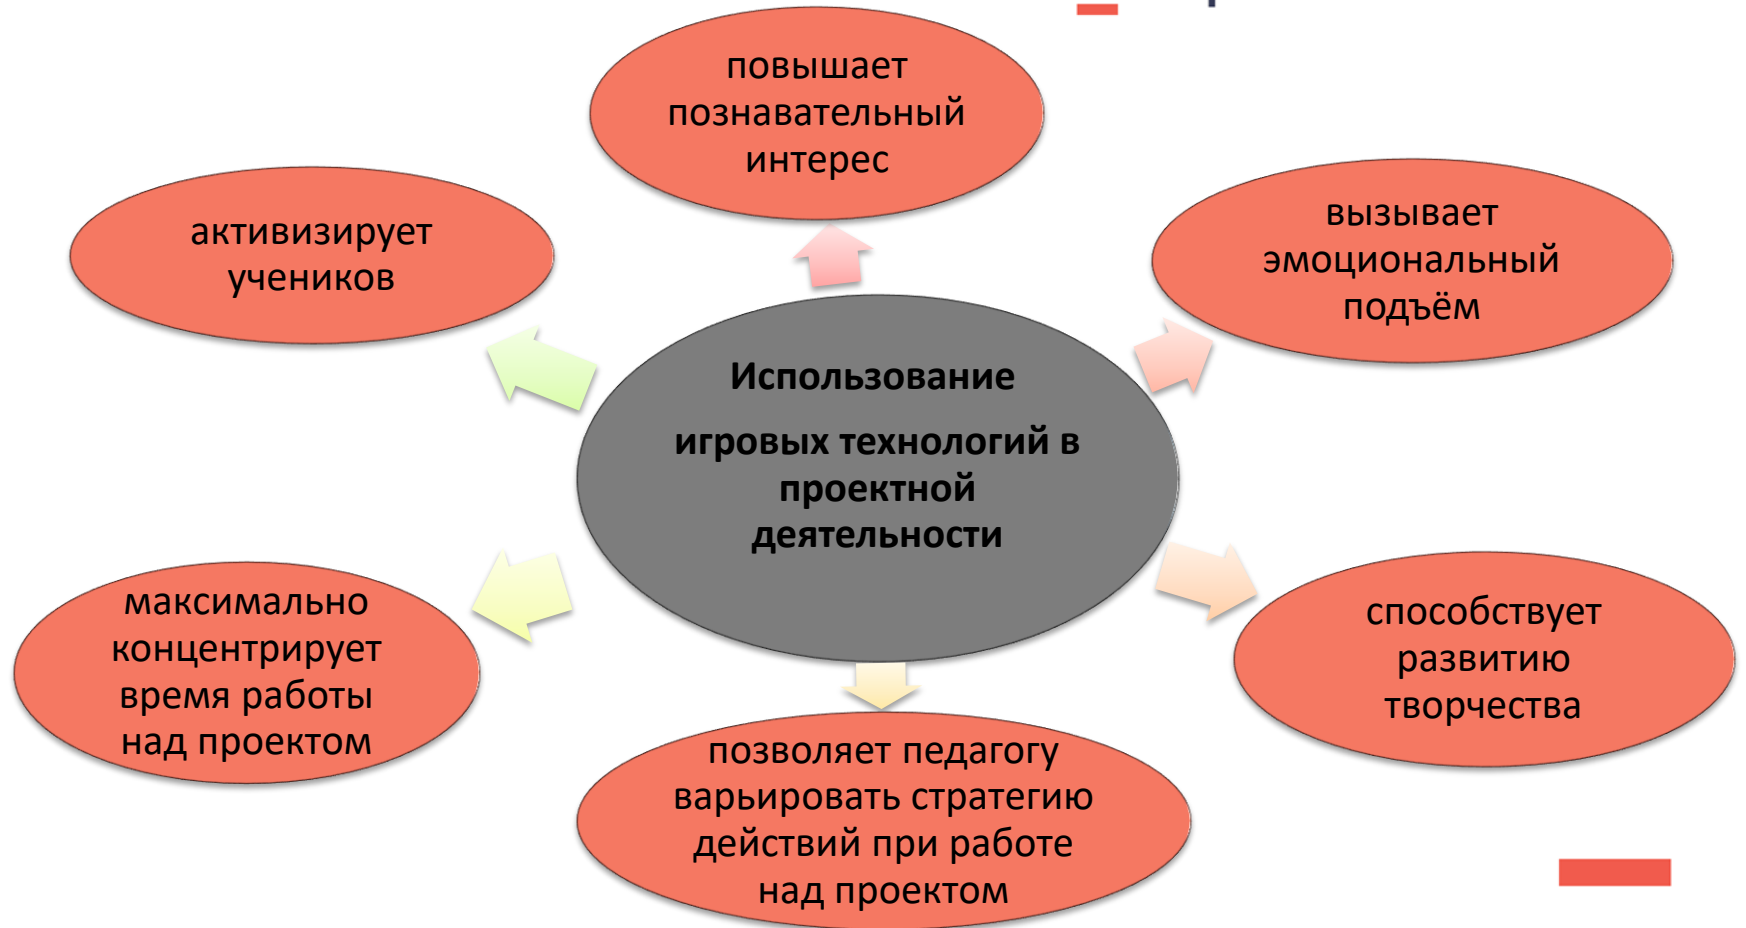 повышает
познавательный
интерес
активизирует
учеников
вызывает
эмоциональный
подъём
Использование
игровых технологий в
проектной
деятельности
максимально
концентрирует
время работы
над проектом
способствует
развитию
творчества
позволяет педагогу
варьировать стратегию
действий при работе
над проектом